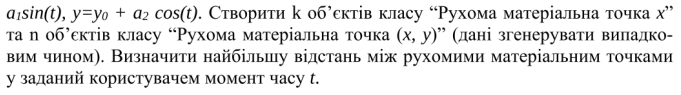 a₁sin(t), y=y₀ + a₂ cos(t). Створити k об’єктів класу “Рухома матеріальна точка x”
та n об’єктів класу “Рухома матеріальна точка (x, y)” (дані згенерувати випадко-
вим чином). Визначити найбільшу відстань між рухомими матеріальними точками
у заданий користувачем момент часу t.